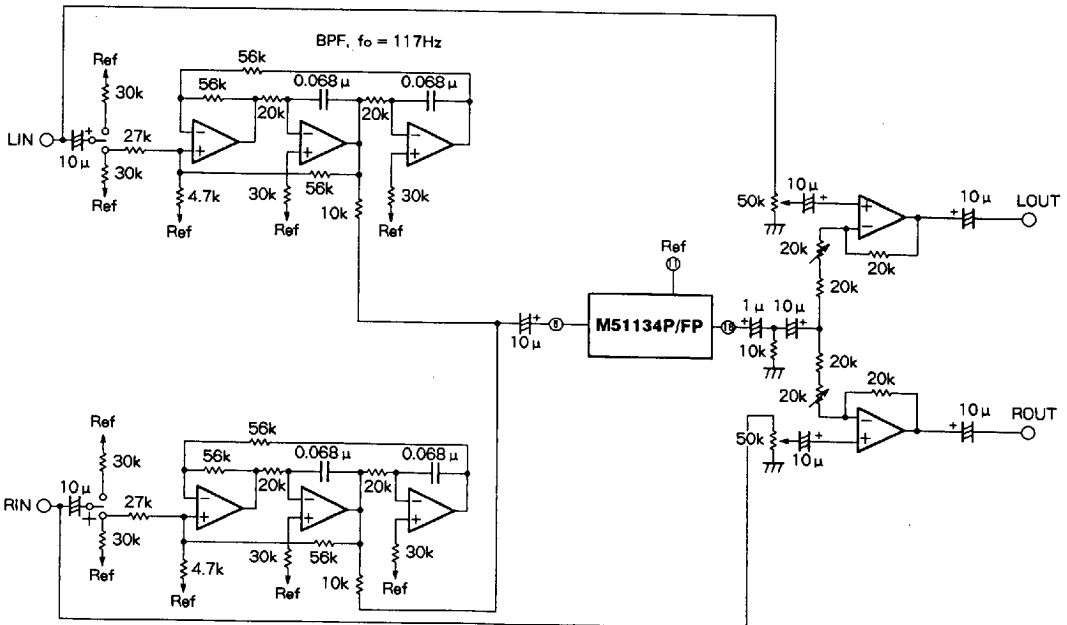 BPF, fo = 117Hz
Ref
30k
56k
56k
0.068µ
0.068µ
20k
20k
LIN
+
10µ
27k
30k
Ref
−
+
−
+
−
+
4.7k
Ref
30k
Ref
56k
10k
30k
Ref
50k
10µ
+
+
−
+
10µ
LOUT
20k
20k
20k
Ref
11
M51134P/FP
10µ
+
6
16
1µ
+
10µ
+
10k
20k
20k
20k
50k
10µ
+
−
+
+
10µ
ROUT
Ref
30k
56k
56k
0.068µ
0.068µ
20k
20k
RIN
10µ
+
27k
30k
Ref
−
+
−
+
−
+
4.7k
Ref
30k
Ref
56k
10k
30k
Ref